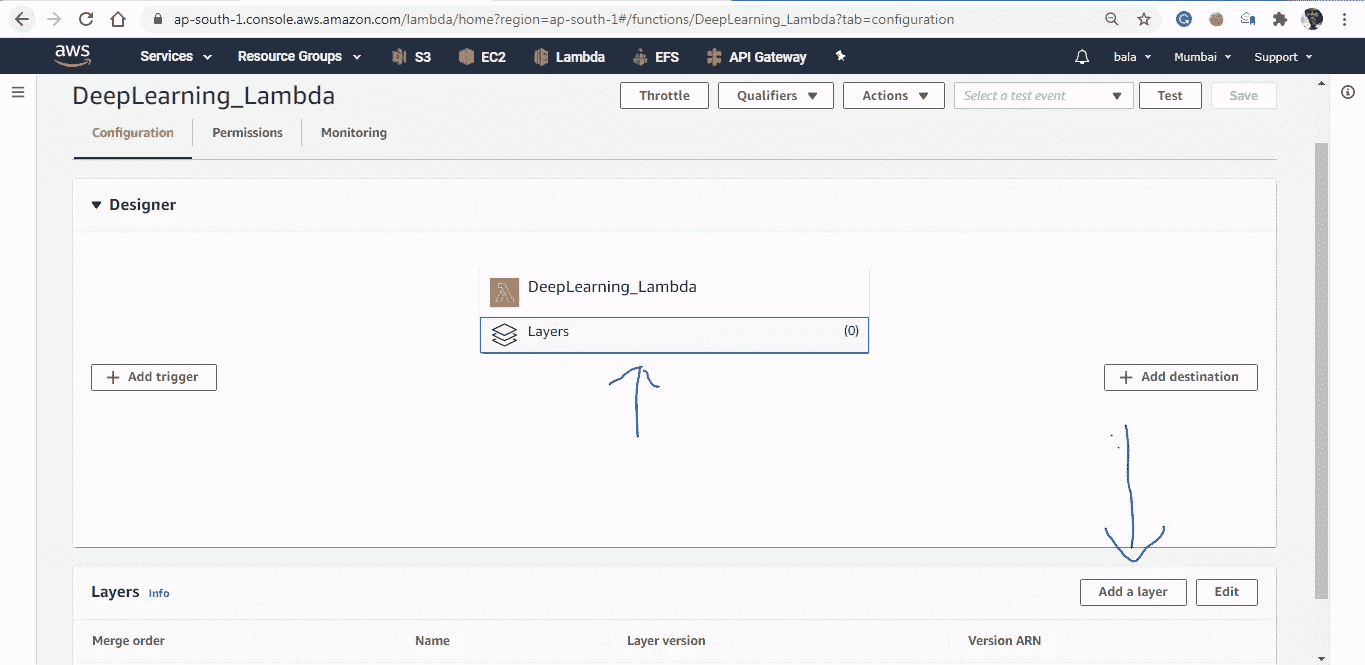 ap-south-1.console.aws.amazon.com/lambda/home?region=ap-south-1#/functions/DeepLearning_Lambda?tab=configuration
aws Services Resource Groups S3 EC2 Lambda EFS API Gateway bala Mumbai Support
DeepLearning_Lambda Throttle Qualifiers Actions Select a test event Test Save
Configuration Permissions Monitoring
Designer
DeepLearning_Lambda
Layers (0)
+ Add trigger + Add destination
Layers Info Add a layer Edit
Merge order Name Layer version Version ARN